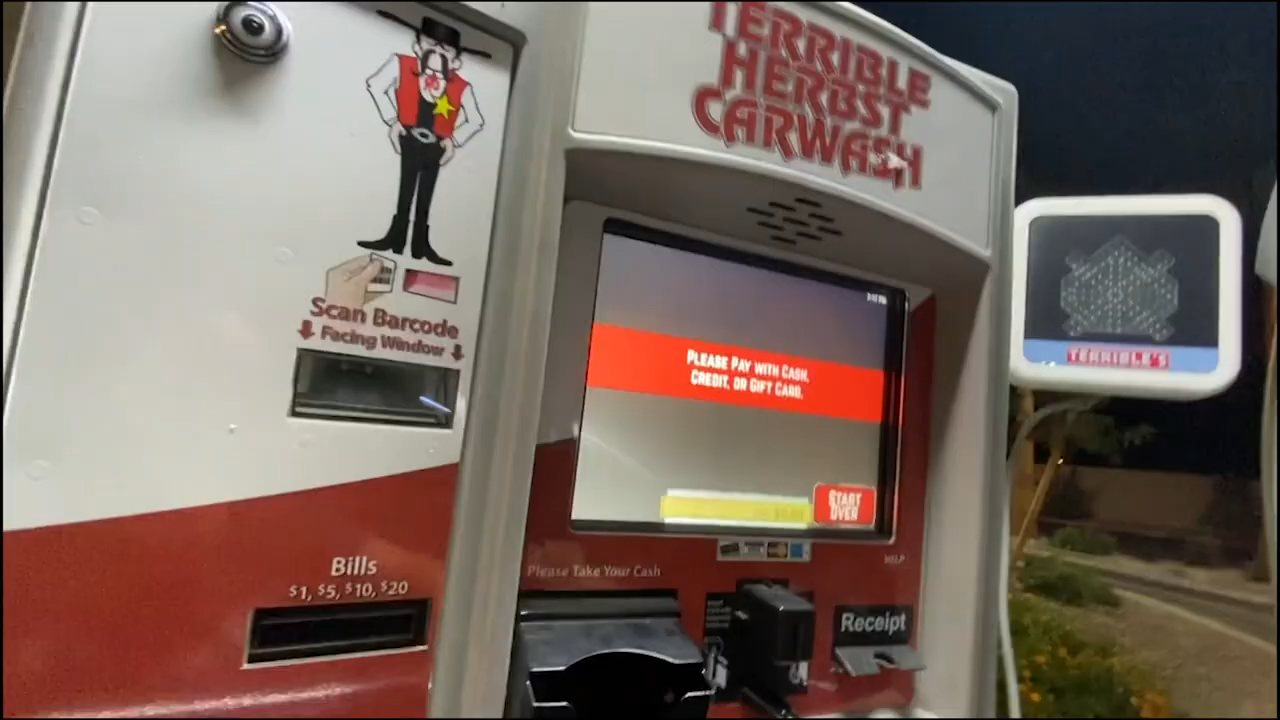 TERRIBLE
HERBST
CARWASH
Scan Barcode
Facing Window
PLEASE PAY WITH CASH,
CREDIT, OR GIFT CARD.
START
OVER
TERRIBLE'S
Bills
$1, $5, $10, $20
Please Take Your Cash
HELP
Receipt